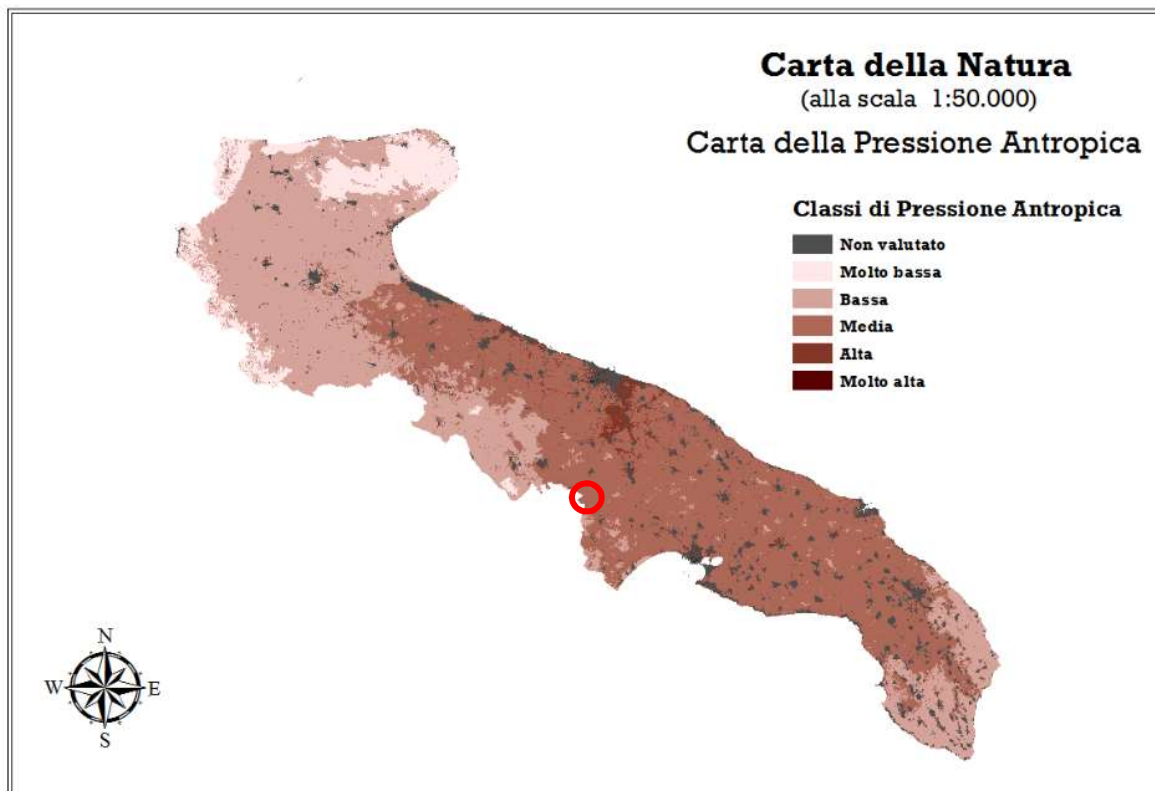 Carta della Natura
(alla scala 1:50.000)
Carta della Pressione Antropica
Classi di Pressione Antropica
Non valutato
Molto bassa
Bassa
Media
Alta
Molto alta
N
W E
S